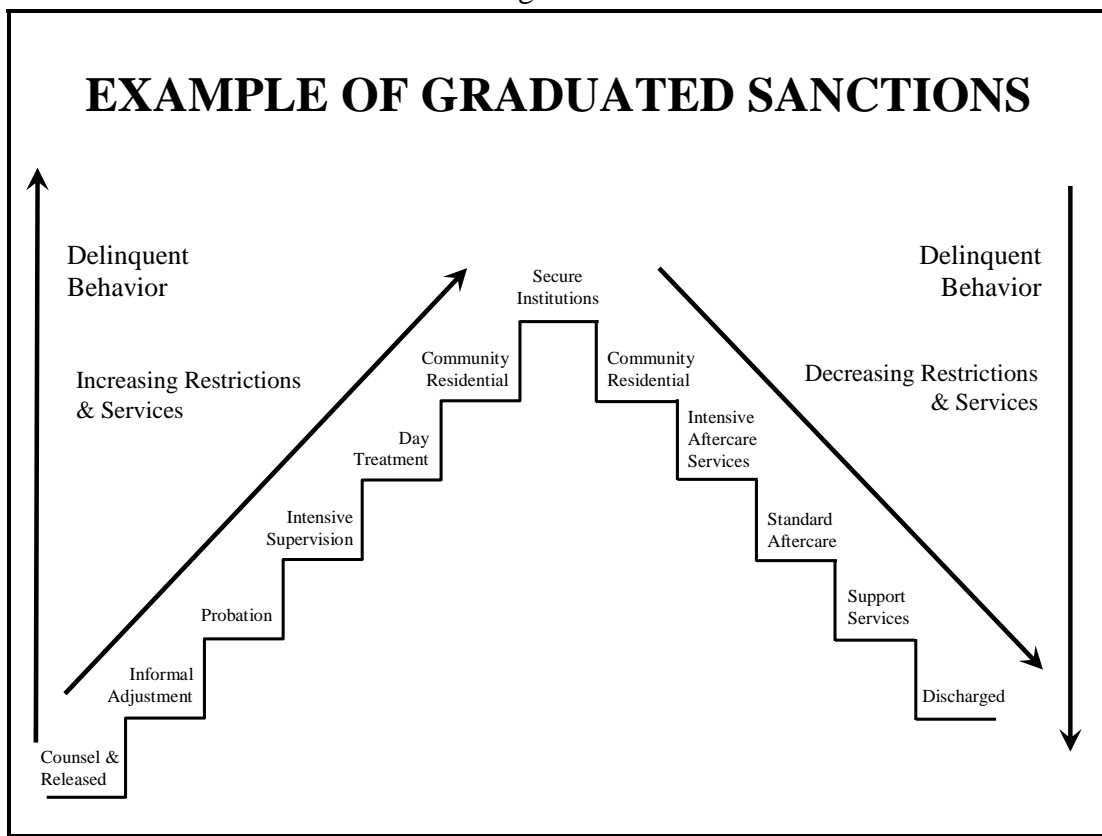 EXAMPLE OF GRADUATED SANCTIONS
Delinquent
Behavior
Increasing Restrictions
& Services
Counsel &
Released
Informal
Adjustment
Probation
Intensive
Supervision
Day
Treatment
Community
Residential
Secure
Institutions
Community
Residential
Intensive
Aftercare
Services
Standard
Aftercare
Support
Services
Discharged
Delinquent
Behavior
Decreasing Restrictions
& Services